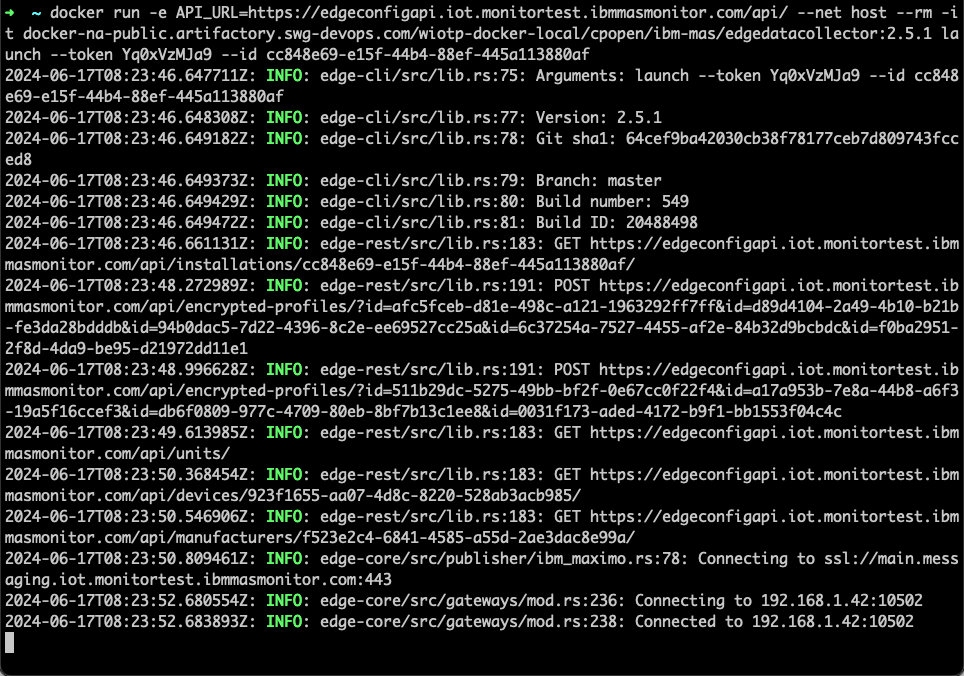 ➜  ~ docker run -e API_URL=https://edgeconfigapi.iot.monitortest.ibmmasmonitor.com/api/ --net host --rm -i
t docker-na-public.artifactory.swg-devops.com/wiotp-docker-local/cpopen/ibm-mas/edgedatacollector:2.5.1 la
unch --token Yq0xVzMJa9 --id cc848e69-e15f-44b4-88ef-445a113880af
2024-06-17T08:23:46.647711Z: INFO: edge-cli/src/lib.rs:75: Arguments: launch --token Yq0xVzMJa9 --id cc848
e69-e15f-44b4-88ef-445a113880af
2024-06-17T08:23:46.648308Z: INFO: edge-cli/src/lib.rs:77: Version: 2.5.1
2024-06-17T08:23:46.649182Z: INFO: edge-cli/src/lib.rs:78: Git sha1: 64cef9ba42030cb38f78177ceb7d809743fcc
ed8
2024-06-17T08:23:46.649373Z: INFO: edge-cli/src/lib.rs:79: Branch: master
2024-06-17T08:23:46.649429Z: INFO: edge-cli/src/lib.rs:80: Build number: 549
2024-06-17T08:23:46.649472Z: INFO: edge-cli/src/lib.rs:81: Build ID: 20488498
2024-06-17T08:23:46.661131Z: INFO: edge-rest/src/lib.rs:183: GET https://edgeconfigapi.iot.monitortest.ibm
masmonitor.com/api/installations/cc848e69-e15f-44b4-88ef-445a113880af/
2024-06-17T08:23:48.272989Z: INFO: edge-rest/src/lib.rs:191: POST https://edgeconfigapi.iot.monitortest.ib
mmasmonitor.com/api/encrypted-profiles/?id=afc5fceb-d81e-498c-a121-1963292ff7ff&id=d89d4104-2a49-4b10-b21b
-fe3da28bdddb&id=94b0dac5-7d22-4396-8c2e-ee69527cc25a&id=6c37254a-7527-4455-af2e-84b32d9bcbdc&id=f0ba2951-
2f8d-4da9-be95-d21972dd11e1
2024-06-17T08:23:48.996628Z: INFO: edge-rest/src/lib.rs:191: POST https://edgeconfigapi.iot.monitortest.ib
mmasmonitor.com/api/encrypted-profiles/?id=511b29dc-5275-49bb-bf2f-0e67cc0f22f4&id=a17a953b-7e8a-44b8-a6f3
-19a5f16ccef3&id=db6f0809-977c-4709-80eb-8bf7b13c1ee8&id=0031f173-aded-4172-b9f1-bb1553f04c4c
2024-06-17T08:23:49.613985Z: INFO: edge-rest/src/lib.rs:183: GET https://edgeconfigapi.iot.monitortest.ibm
masmonitor.com/api/units/
2024-06-17T08:23:50.368454Z: INFO: edge-rest/src/lib.rs:183: GET https://edgeconfigapi.iot.monitortest.ibm
masmonitor.com/api/devices/923f1655-aa07-4d8c-8220-528ab3acb985/
2024-06-17T08:23:50.546906Z: INFO: edge-rest/src/lib.rs:183: GET https://edgeconfigapi.iot.monitortest.ibm
masmonitor.com/api/manufacturers/f523e2c4-6841-4585-a55d-2ae3dac8e99a/
2024-06-17T08:23:50.809461Z: INFO: edge-core/src/publisher/ibm_maximo.rs:78: Connecting to ssl://main.mess
aging.iot.monitortest.ibmmasmonitor.com:443
2024-06-17T08:23:52.680554Z: INFO: edge-core/src/gateways/mod.rs:236: Connecting to 192.168.1.42:10502
2024-06-17T08:23:52.683893Z: INFO: edge-core/src/gateways/mod.rs:238: Connected to 192.168.1.42:10502